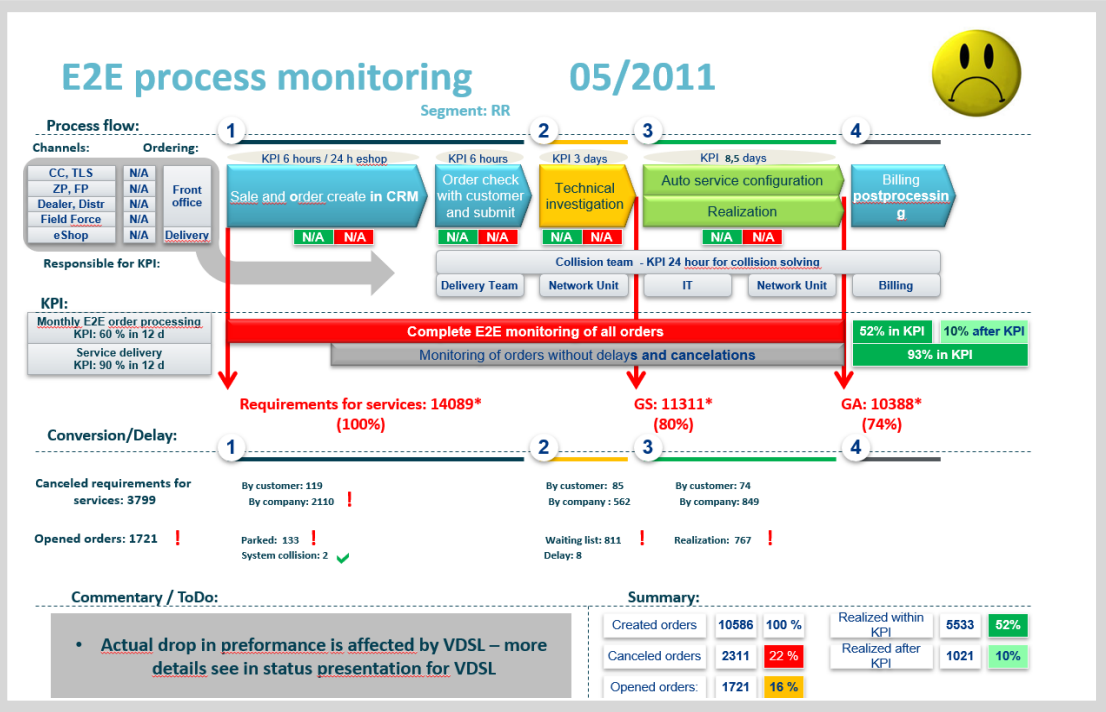 E2E process monitoring 05/2011
Segment: RR
Process flow:
Channels: Ordering:
CC, TLS N/A
ZP, FP N/A
Dealer, Distr N/A
Field Force N/A
eShop N/A
Front
office
Delivery
1
2
3
4
KPI 6 hours / 24 h eshop
KPI 6 hours
KPI 3 days
KPI 8,5 days
Sale and order create in CRM
Order check
with customer
and submit
Technical
investigation
Auto service configuration
Realization
Billing
postprocessin
g
N/A N/A
N/A N/A
N/A N/A
N/A N/A
Responsible for KPI:
Collision team - KPI 24 hour for collision solving
Delivery Team
Network Unit
IT
Network Unit
Billing
KPI:
Monthly E2E order processing
KPI: 60 % in 12 d
Service delivery
KPI: 90 % in 12 d
Complete E2E monitoring of all orders
Monitoring of orders without delays and cancelations
52% in KPI
10% after KPI
93% in KPI
Requirements for services: 14089*
(100%)
GS: 11311*
(80%)
GA: 10388*
(74%)
Conversion/Delay:
1
2
3
4
Canceled requirements for
services: 3799
By customer: 119
By company: 2110 !
By customer: 85
By company : 562
By customer: 74
By company: 849
Opened orders: 1721 !
Parked: 133 !
System collision: 2
Waiting list: 811 !
Delay: 8
Realization: 767 !
Commentary / ToDo:
• Actual drop in preformance is affected by VDSL – more
details see in status presentation for VDSL
Summary:
Created orders 10586 100 %
Canceled orders 2311 22 %
Opened orders: 1721 16 %
Realized within
KPI
5533 52%
Realized after
KPI
1021 10%